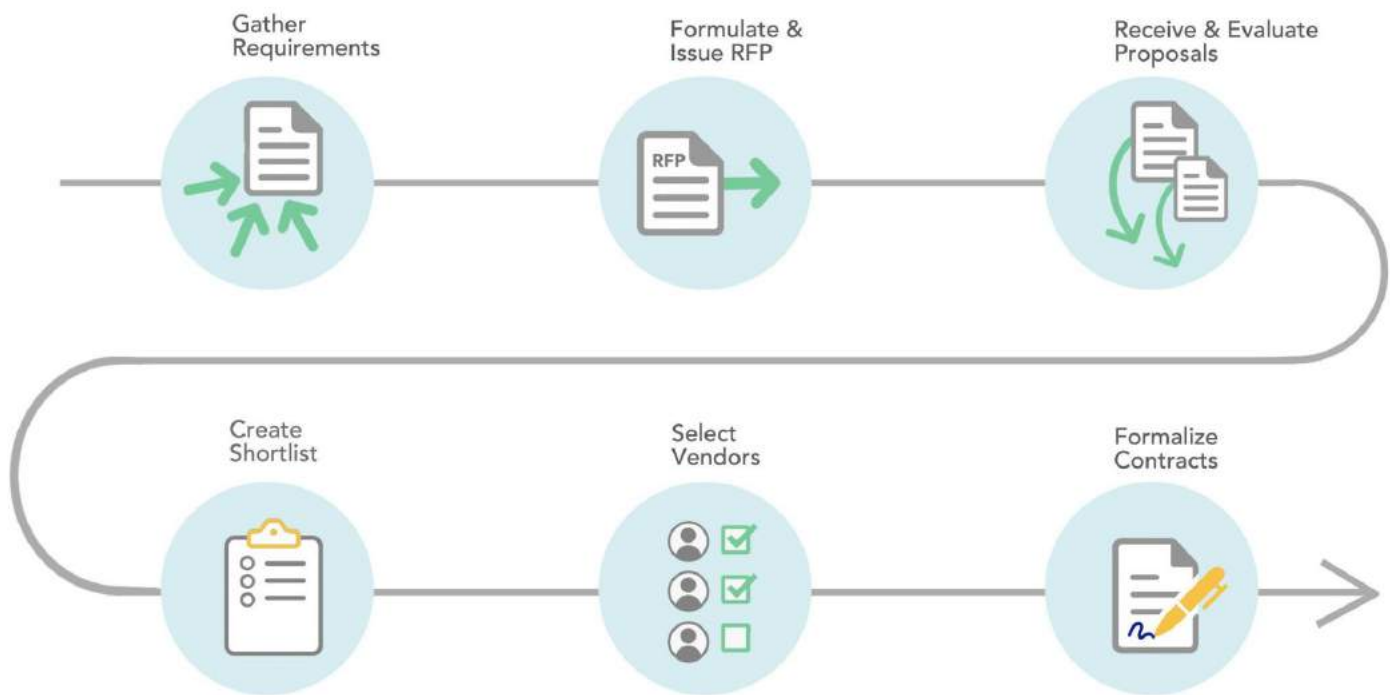 Gather
Requirements
Formulate &
Issue RFP
Receive & Evaluate
Proposals
RFP
Create
Shortlist
Select
Vendors
Formalize
Contracts